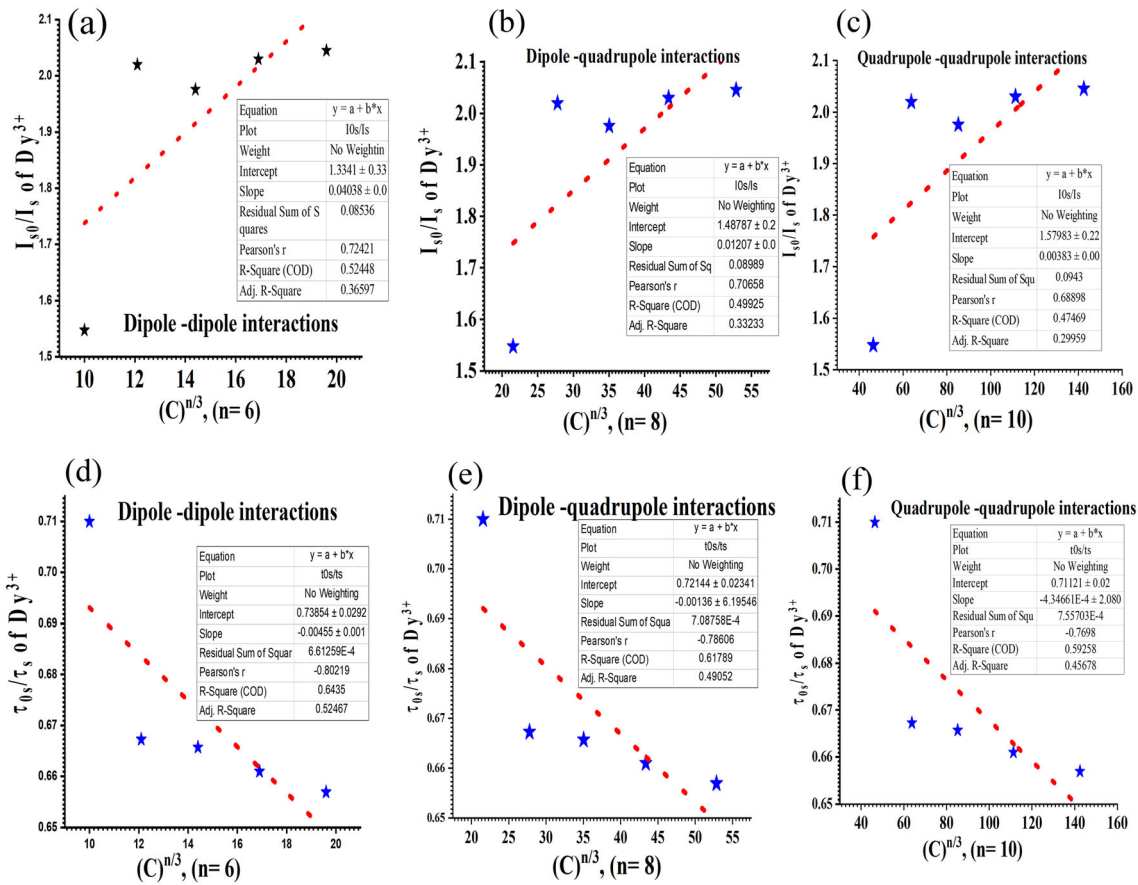 (a)
I_s0/I_s of Dy³⁺
2.1
2.0
1.9
1.8
1.7
1.6
1.5
Equation y = a + b*x
Plot I0s/Is
Weight No Weightin
Intercept 1.3341 ± 0.33
Slope 0.04038 ± 0.0
Residual Sum of S
quares 0.08536
Pearson's r 0.72421
R-Square (COD) 0.52448
Adj. R-Square 0.36597
Dipole -dipole interactions
10 12 14 16 18 20
(C)^n/3, (n= 6)
(b)
Dipole -quadrupole interactions
I_s0/I_s of Dy³⁺
2.1
2.0
1.9
1.8
1.7
1.6
1.5
Equation y = a + b*x
Plot I0s/Is
Weight No Weighting
Intercept 1.48787 ± 0.2
Slope 0.01207 ± 0.0
Residual Sum of Sq 0.08989
Pearson's r 0.70658
R-Square (COD) 0.49925
Adj. R-Square 0.33233
20 25 30 35 40 45 50 55
(C)^n/3, (n= 8)
(c)
Quadrupole -quadrupole interactions
I_s0/I_s of Dy³⁺
2.1
2.0
1.9
1.8
1.7
1.6
1.5
Equation y = a + b*x
Plot I0s/Is
Weight No Weighting
Intercept 1.57983 ± 0.22
Slope 0.00383 ± 0.00
Residual Sum of Squ 0.0943
Pearson's r 0.68898
R-Square (COD) 0.47469
Adj. R-Square 0.29959
40 60 80 100 120 140 160
(C)^n/3, (n= 10)
(d)
Dipole -dipole interactions
τ_0s/τ_s of Dy³⁺
0.71
0.70
0.69
0.68
0.67
0.66
0.65
Equation y = a + b*x
Plot t0s/ts
Weight No Weighting
Intercept 0.73854 ± 0.0292
Slope -0.00455 ± 0.001
Residual Sum of Squar 6.61259E-4
Pearson's r -0.80219
R-Square (COD) 0.6435
Adj. R-Square 0.52467
10 12 14 16 18 20
(C)^n/3, (n= 6)
(e)
Dipole -quadrupole interactions
τ_0s/τ_s of Dy³⁺
0.71
0.70
0.69
0.68
0.67
0.66
0.65
Equation y = a + b*x
Plot t0s/ts
Weight No Weighting
Intercept 0.72144 ± 0.02341
Slope -0.00136 ± 6.19546
Residual Sum of Squa 7.08758E-4
Pearson's r -0.78606
R-Square (COD) 0.61789
Adj. R-Square 0.49052
20 25 30 35 40 45 50 55
(C)^n/3, (n= 8)
(f)
Quadrupole -quadrupole interactions
τ_0s/τ_s of Dy³⁺
0.71
0.70
0.69
0.68
0.67
0.66
0.65
Equation y = a + b*x
Plot t0s/ts
Weight No Weighting
Intercept 0.71121 ± 0.02
Slope -4.34661E-4 ± 2.080
Residual Sum of Squ 7.55703E-4
Pearson's r -0.7698
R-Square (COD) 0.59258
Adj. R-Square 0.45678
40 60 80 100 120 140 160
(C)^n/3, (n= 10)